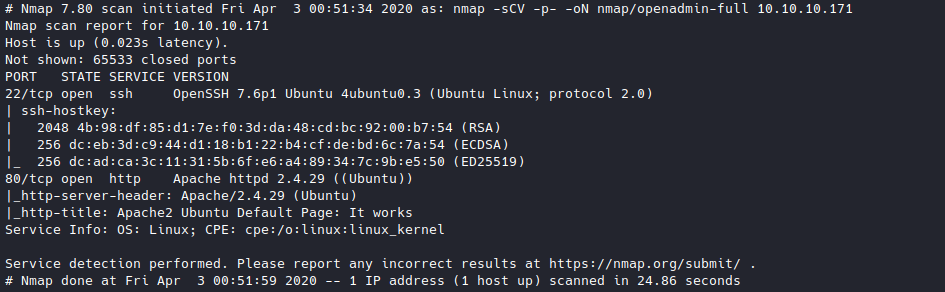 # Nmap 7.80 scan initiated Fri Apr  3 00:51:34 2020 as: nmap -sCV -p- -oN nmap/openadmin-full 10.10.10.171
Nmap scan report for 10.10.10.171
Host is up (0.023s latency).
Not shown: 65533 closed ports
PORT   STATE SERVICE VERSION
22/tcp open  ssh     OpenSSH 7.6p1 Ubuntu 4ubuntu0.3 (Ubuntu Linux; protocol 2.0)
| ssh-hostkey:
|   2048 4b:98:df:85:d1:7e:f0:3d:da:48:cd:bc:92:00:b7:54 (RSA)
|   256 dc:eb:3d:c9:44:d1:18:b1:22:b4:cf:de:bd:6c:7a:54 (ECDSA)
|_  256 dc:ad:ca:3c:11:31:5b:6f:e6:a4:89:34:7c:9b:e5:50 (ED25519)
80/tcp open  http    Apache httpd 2.4.29 ((Ubuntu))
|_http-server-header: Apache/2.4.29 (Ubuntu)
|_http-title: Apache2 Ubuntu Default Page: It works
Service Info: OS: Linux; CPE: cpe:/o:linux:linux_kernel

Service detection performed. Please report any incorrect results at https://nmap.org/submit/ .
# Nmap done at Fri Apr  3 00:51:59 2020 -- 1 IP address (1 host up) scanned in 24.86 seconds